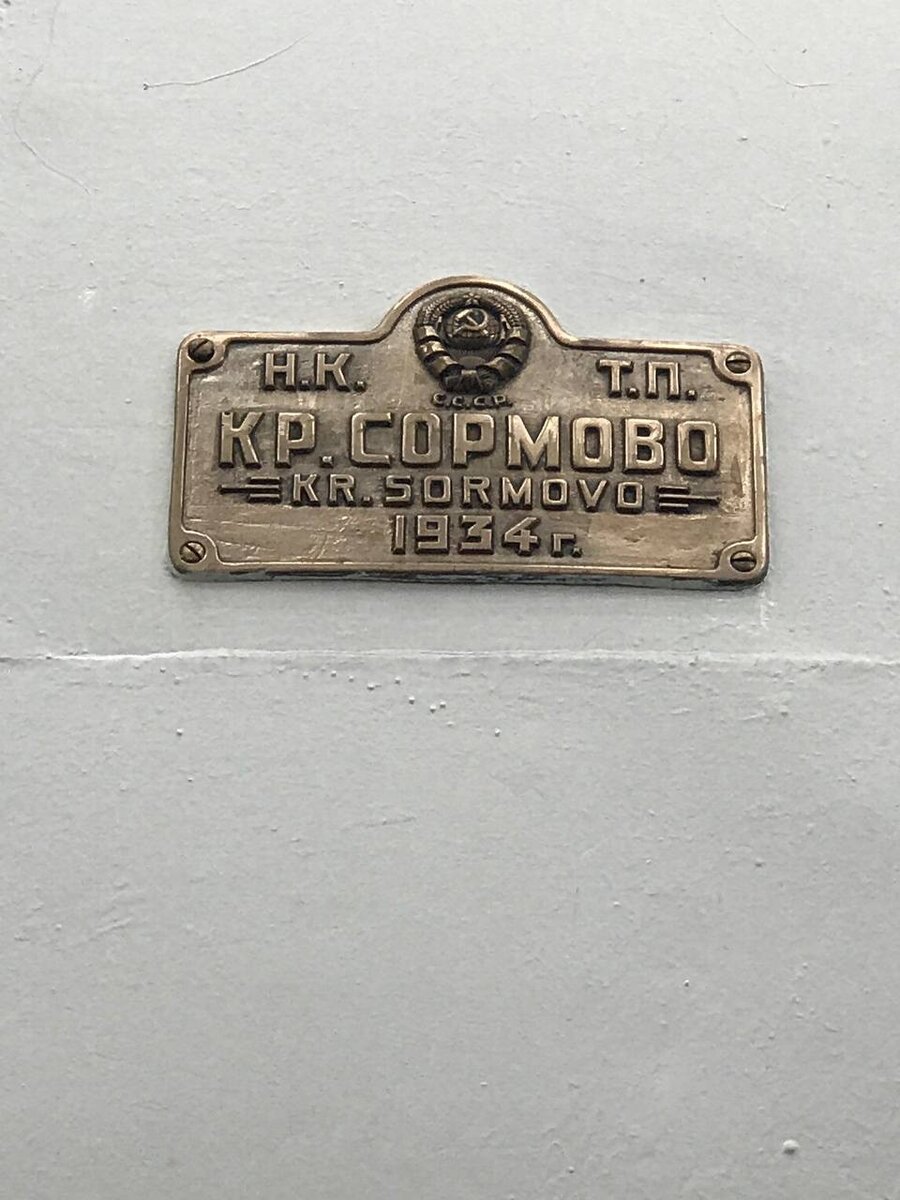 Н.К. Т.П.
С.С.С.Р.
КР. СОРМОВО
KR. SORMOVO
1934 г.